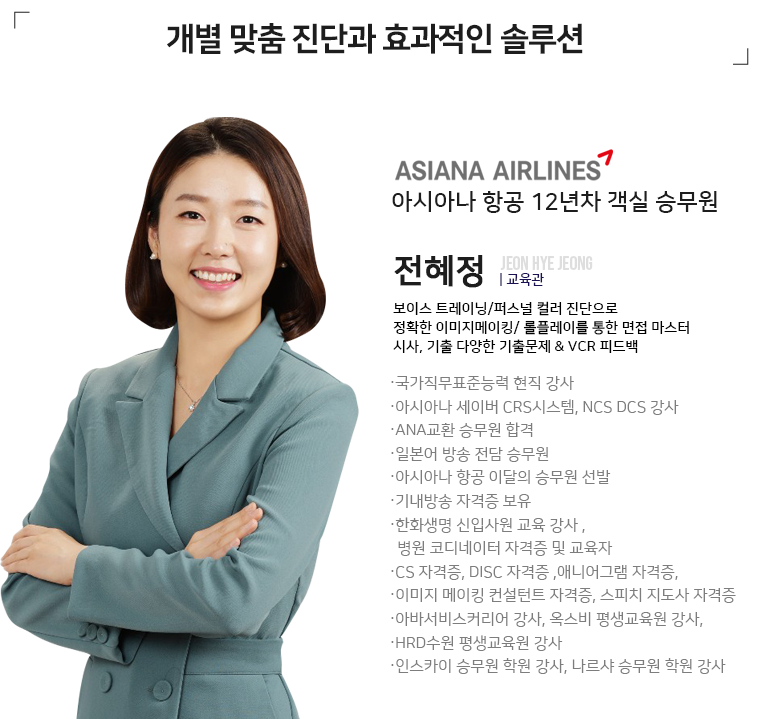 개별 맞춤 진단과 효과적인 솔루션
ASIANA AIRLINES
아시아나 항공 12년차 객실 승무원
전혜정 JEON HYE JEONG
| 교육관
보이스 트레이닝/퍼스널 컬러 진단으로
정확한 이미지메이킹/ 롤플레이를 통한 면접 마스터
시사, 기출 다양한 기출문제 & VCR 피드백
·국가직무표준능력 현직 강사
·아시아나 세이버 CRS시스템, NCS DCS 강사
·ANA교환 승무원 합격
·일본어 방송 전담 승무원
·아시아나 항공 이달의 승무원 선발
·기내방송 자격증 보유
·한화생명 신입사원 교육 강사 ,
병원 코디네이터 자격증 및 교육자
·CS 자격증, DISC 자격증 ,애니어그램 자격증,
·이미지 메이킹 컨설턴트 자격증, 스피치 지도사 자격증
·아바서비스커리어 강사, 옥스비 평생교육원 강사,
·HRD수원 평생교육원 강사
·인스카이 승무원 학원 강사, 나르샤 승무원 학원 강사